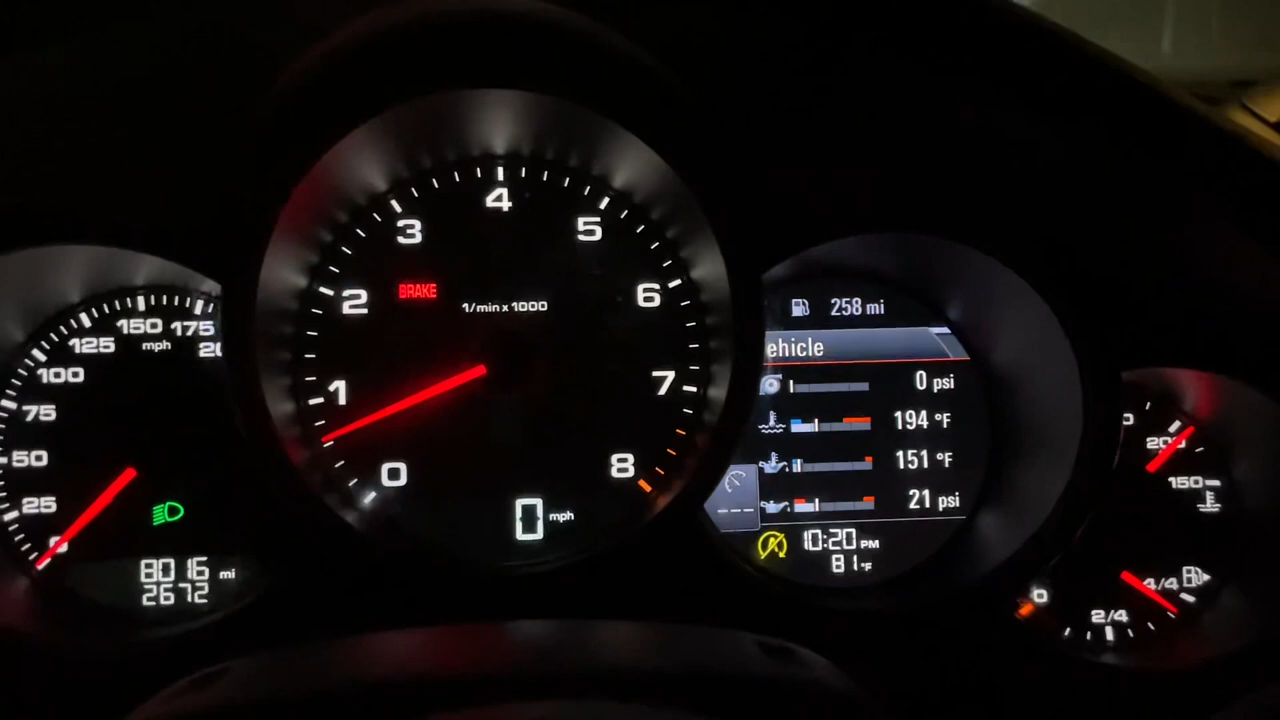 0
25
50
75
100
125
150
175
mph
8016 mi
2672
0
1
2
3
4
5
6
7
8
BRAKE
1/min x 1000
0 mph
258 mi
ehicle
0 psi
194 °F
151 °F
21 psi
---
A
10:20 PM
81 °F
200
150
0
2/4
4/4